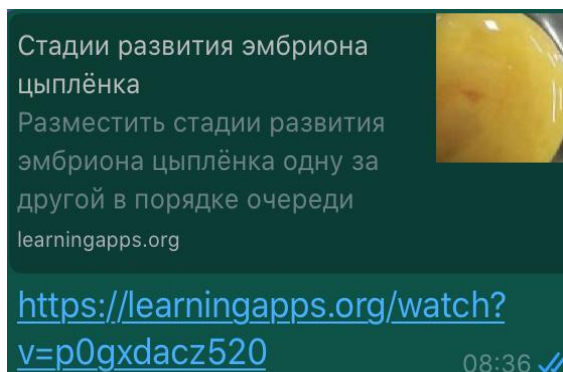 Стадии развития эмбриона
цыплёнка
Разместить стадии развития
эмбриона цыплёнка одну за
другой в порядке очереди
learningapps.org
https://learningapps.org/watch?
v=p0gxdacz520
08:36